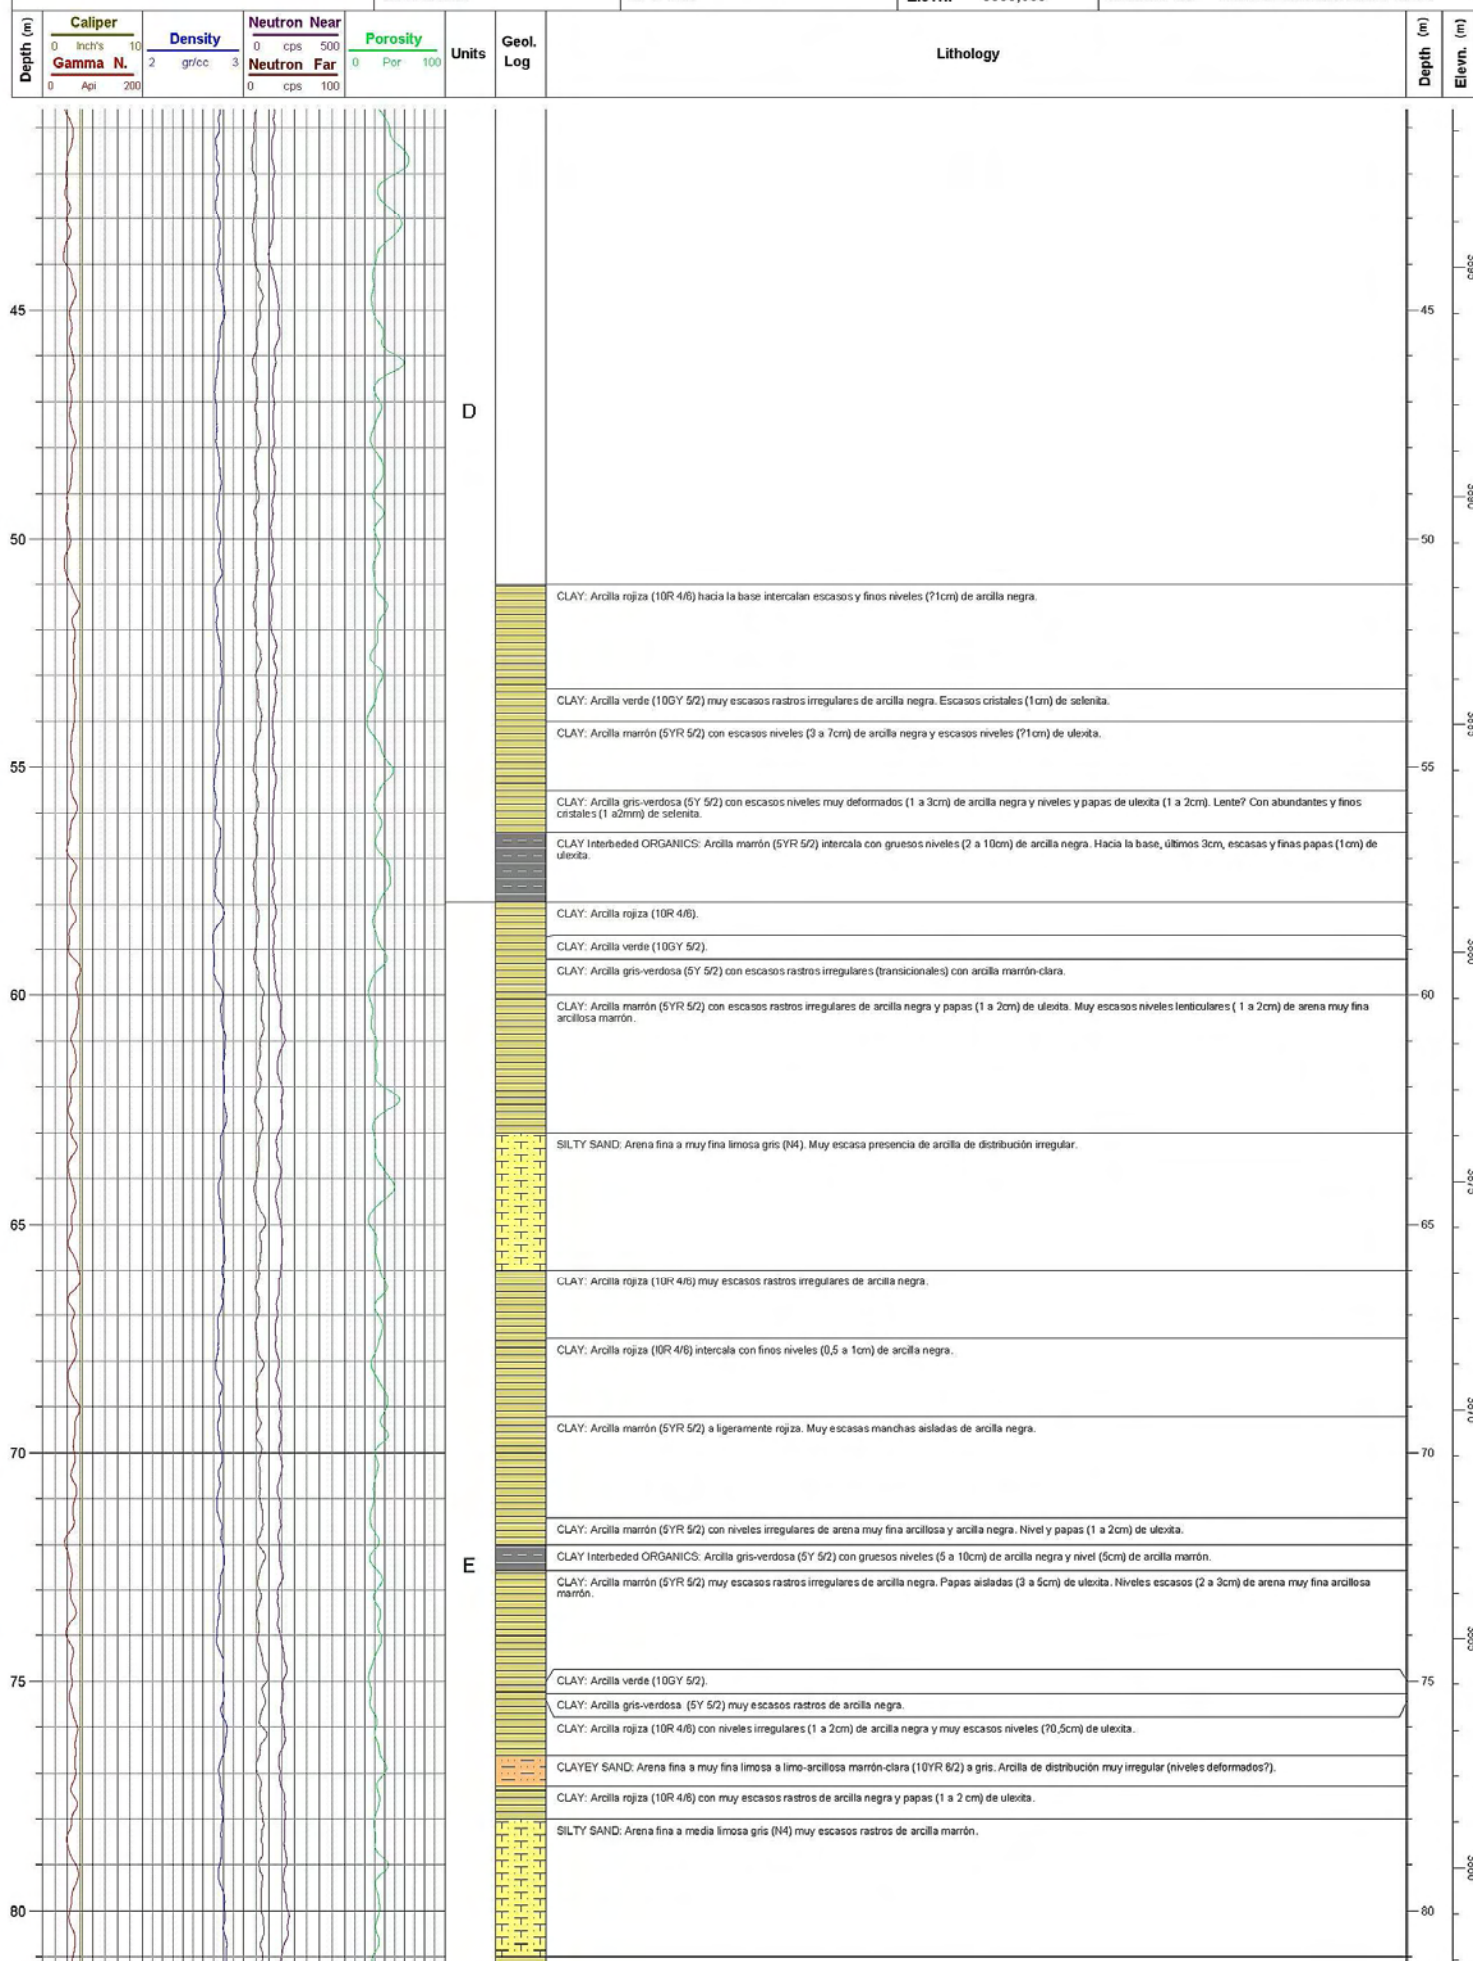 Depth (m)
Caliper
0 Inch's 10
Gamma N.
0 Api 200
Density
2 gr/cc 3
Neutron Near
0 cps 500
Neutron Far
0 cps 100
Porosity
0 Por 100
Units
Geol.
Log
Lithology
Depth (m)
Elevn. (m)
45
45
D
50
50
CLAY: Arcilla rojiza (10R 4/6) hacia la base intercalan escasos y finos niveles (?1cm) de arcilla negra.
CLAY: Arcilla verde (10GY 5/2) muy escasos rastros irregulares de arcilla negra. Escasos cristales (1cm) de selenita.
CLAY: Arcilla marrón (5YR 5/2) con escasos niveles (3 a 7cm) de arcilla negra y escasos niveles (?1cm) de ulexita.
55
55
CLAY: Arcilla gris-verdosa (5Y 5/2) con escasos niveles muy deformados (1 a 3cm) de arcilla negra y niveles y papas de ulexita (1 a 2cm). Lente? Con abundantes y finos
cristales (1 a2mm) de selenita.
CLAY Interbeded ORGANICS: Arcilla marrón (5YR 5/2) intercala con gruesos niveles (2 a 10cm) de arcilla negra. Hacia la base, últimos 3cm, escasas y finas papas (1cm) de
ulexita.
CLAY: Arcilla rojiza (10R 4/6).
CLAY: Arcilla verde (10GY 5/2).
CLAY: Arcilla gris-verdosa (5Y 5/2) con escasos rastros irregulares (transicionales) con arcilla marrón-clara.
60
60
CLAY: Arcilla marrón (5YR 5/2) con escasos rastros irregulares de arcilla negra y papas (1 a 2cm) de ulexita. Muy escasos niveles lenticulares ( 1 a 2cm) de arena muy fina
arcillosa marrón.
SILTY SAND: Arena fina a muy fina limosa gris (N4). Muy escasa presencia de arcilla de distribución irregular.
65
65
CLAY: Arcilla rojiza (10R 4/6) muy escasos rastros irregulares de arcilla negra.
CLAY: Arcilla rojiza (I0R 4/6) intercala con finos niveles (0,5 a 1cm) de arcilla negra.
CLAY: Arcilla marrón (5YR 5/2) a ligeramente rojiza. Muy escasas manchas aisladas de arcilla negra.
70
70
CLAY: Arcilla marrón (5YR 5/2) con niveles irregulares de arena muy fina arcillosa y arcilla negra. Nivel y papas (1 a 2cm) de ulexita.
E
CLAY Interbeded ORGANICS: Arcilla gris-verdosa (5Y 5/2) con gruesos niveles (5 a 10cm) de arcilla negra y nivel (5cm) de arcilla marrón.
CLAY: Arcilla marrón (5YR 5/2) muy escasos rastros irregulares de arcilla negra. Papas aisladas (3 a 5cm) de ulexita. Niveles escasos (2 a 3cm) de arena muy fina arcillosa
marrón.
75
75
CLAY: Arcilla verde (10GY 5/2).
CLAY: Arcilla gris-verdosa (5Y 5/2) muy escasos rastros de arcilla negra.
CLAY: Arcilla rojiza (10R 4/6) con niveles irregulares (1 a 2cm) de arcilla negra y muy escasos niveles (?0,5cm) de ulexita.
CLAYEY SAND: Arena fina a muy fina limosa a limo-arcillosa marrón-clara (10YR 6/2) a gris. Arcilla de distribución muy irregular (niveles deformados?).
CLAY: Arcilla rojiza (10R 4/6) con muy escasos rastros de arcilla negra y papas (1 a 2 cm) de ulexita.
SILTY SAND: Arena fina a media limosa gris (N4) muy escasos rastros de arcilla marrón.
80
80